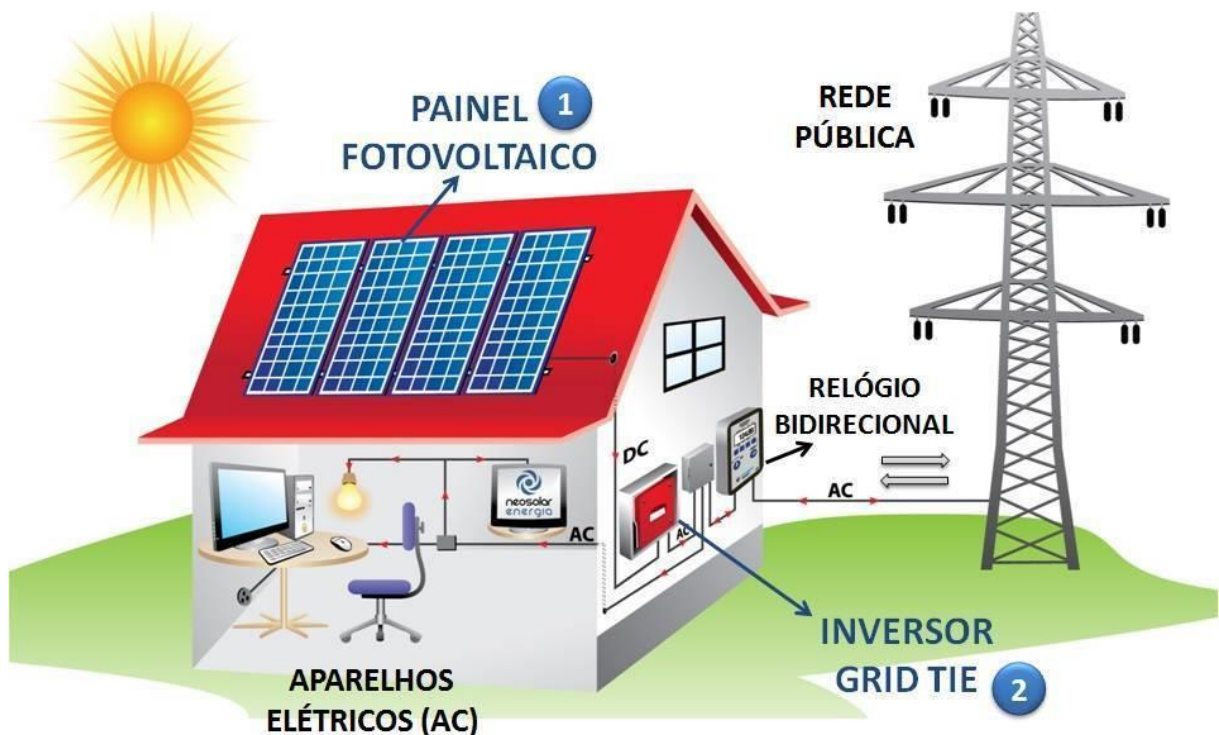 PAINEL 1
FOTOVOLTAICO
REDE
PÚBLICA
RELÓGIO
BIDIRECIONAL
DC
AC
neosolar
energia
AC
AC
INVERSOR
GRID TIE 2
APARELHOS
ELÉTRICOS (AC)